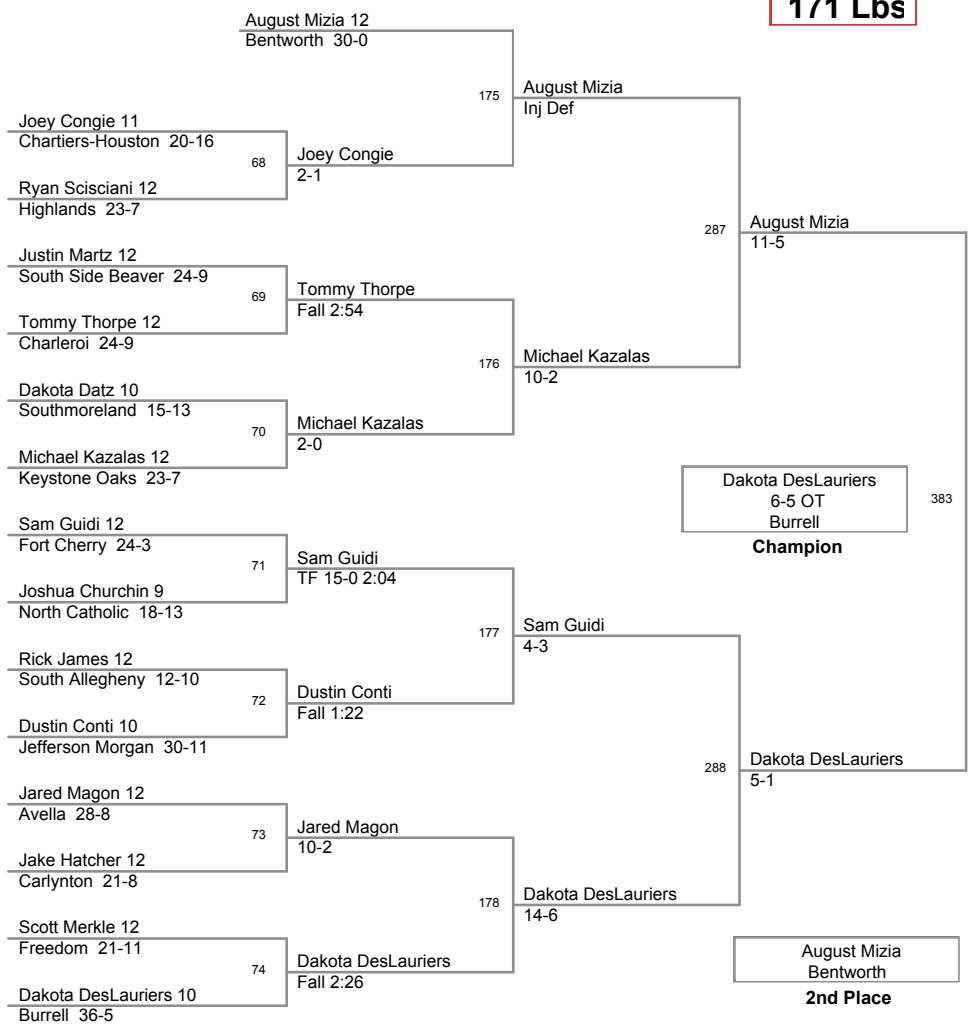 171 Lbs
August Mizia 12
Bentworth 30-0
175
August Mizia
Inj Def
Joey Congie 11
Chartiers-Houston 20-16
68
Joey Congie
2-1
Ryan Scisciani 12
Highlands 23-7
287
August Mizia
11-5
Justin Martz 12
South Side Beaver 24-9
69
Tommy Thorpe
Fall 2:54
Tommy Thorpe 12
Charleroi 24-9
176
Michael Kazalas
10-2
Dakota Datz 10
Southmoreland 15-13
70
Michael Kazalas
2-0
Michael Kazalas 12
Keystone Oaks 23-7
Dakota DesLauriers
6-5 OT
Burrell
Champion
383
Sam Guidi 12
Fort Cherry 24-3
71
Sam Guidi
TF 15-0 2:04
Joshua Churchin 9
North Catholic 18-13
177
Sam Guidi
4-3
Rick James 12
South Allegheny 12-10
72
Dustin Conti
Fall 1:22
Dustin Conti 10
Jefferson Morgan 30-11
288
Dakota DesLauriers
5-1
Jared Magon 12
Avella 28-8
73
Jared Magon
10-2
Jake Hatcher 12
Carlynton 21-8
178
Dakota DesLauriers
14-6
Scott Merkle 12
Freedom 21-11
74
Dakota DesLauriers
Fall 2:26
Dakota DesLauriers 10
Burrell 36-5
August Mizia
Bentworth
2nd Place